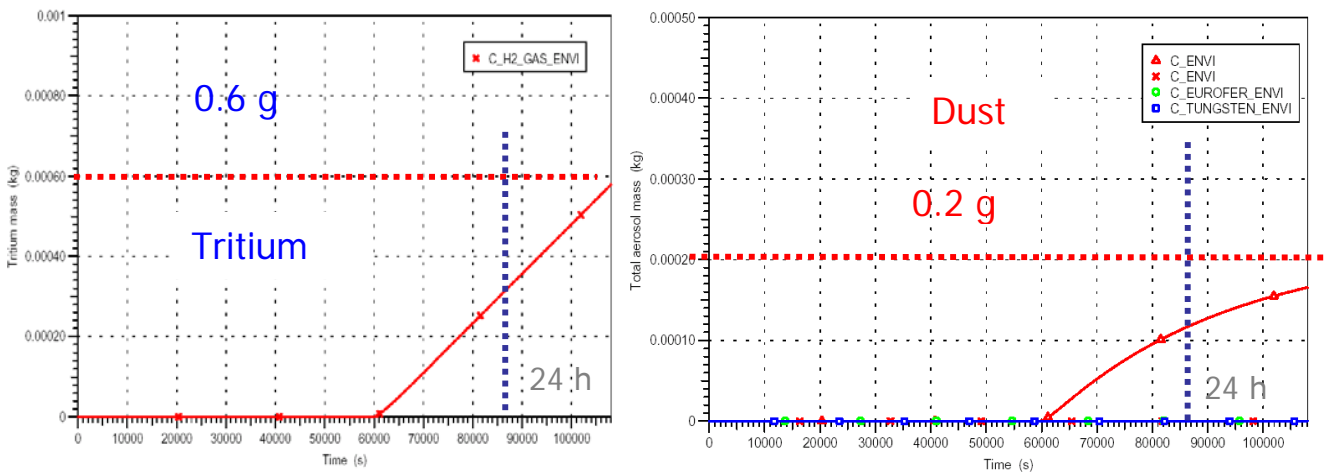 0.001
0.00080
0.00060
0.00040
0.00020
0
Tritium mass (kg)
C_H2_GAS_ENVI
0.6 g
Tritium
24 h
0 10000 20000 30000 40000 50000 60000 70000 80000 90000 100000
Time (s)
0.00050
0.00040
0.00030
0.00020
0.00010
0.00000
Total aerosol mass (kg)
C_ENVI
C_ENVI
C_EUROFER_ENVI
C_TUNGSTEN_ENVI
Dust
0.2 g
24 h
0 10000 20000 30000 40000 50000 60000 70000 80000 90000 100000
Time (s)